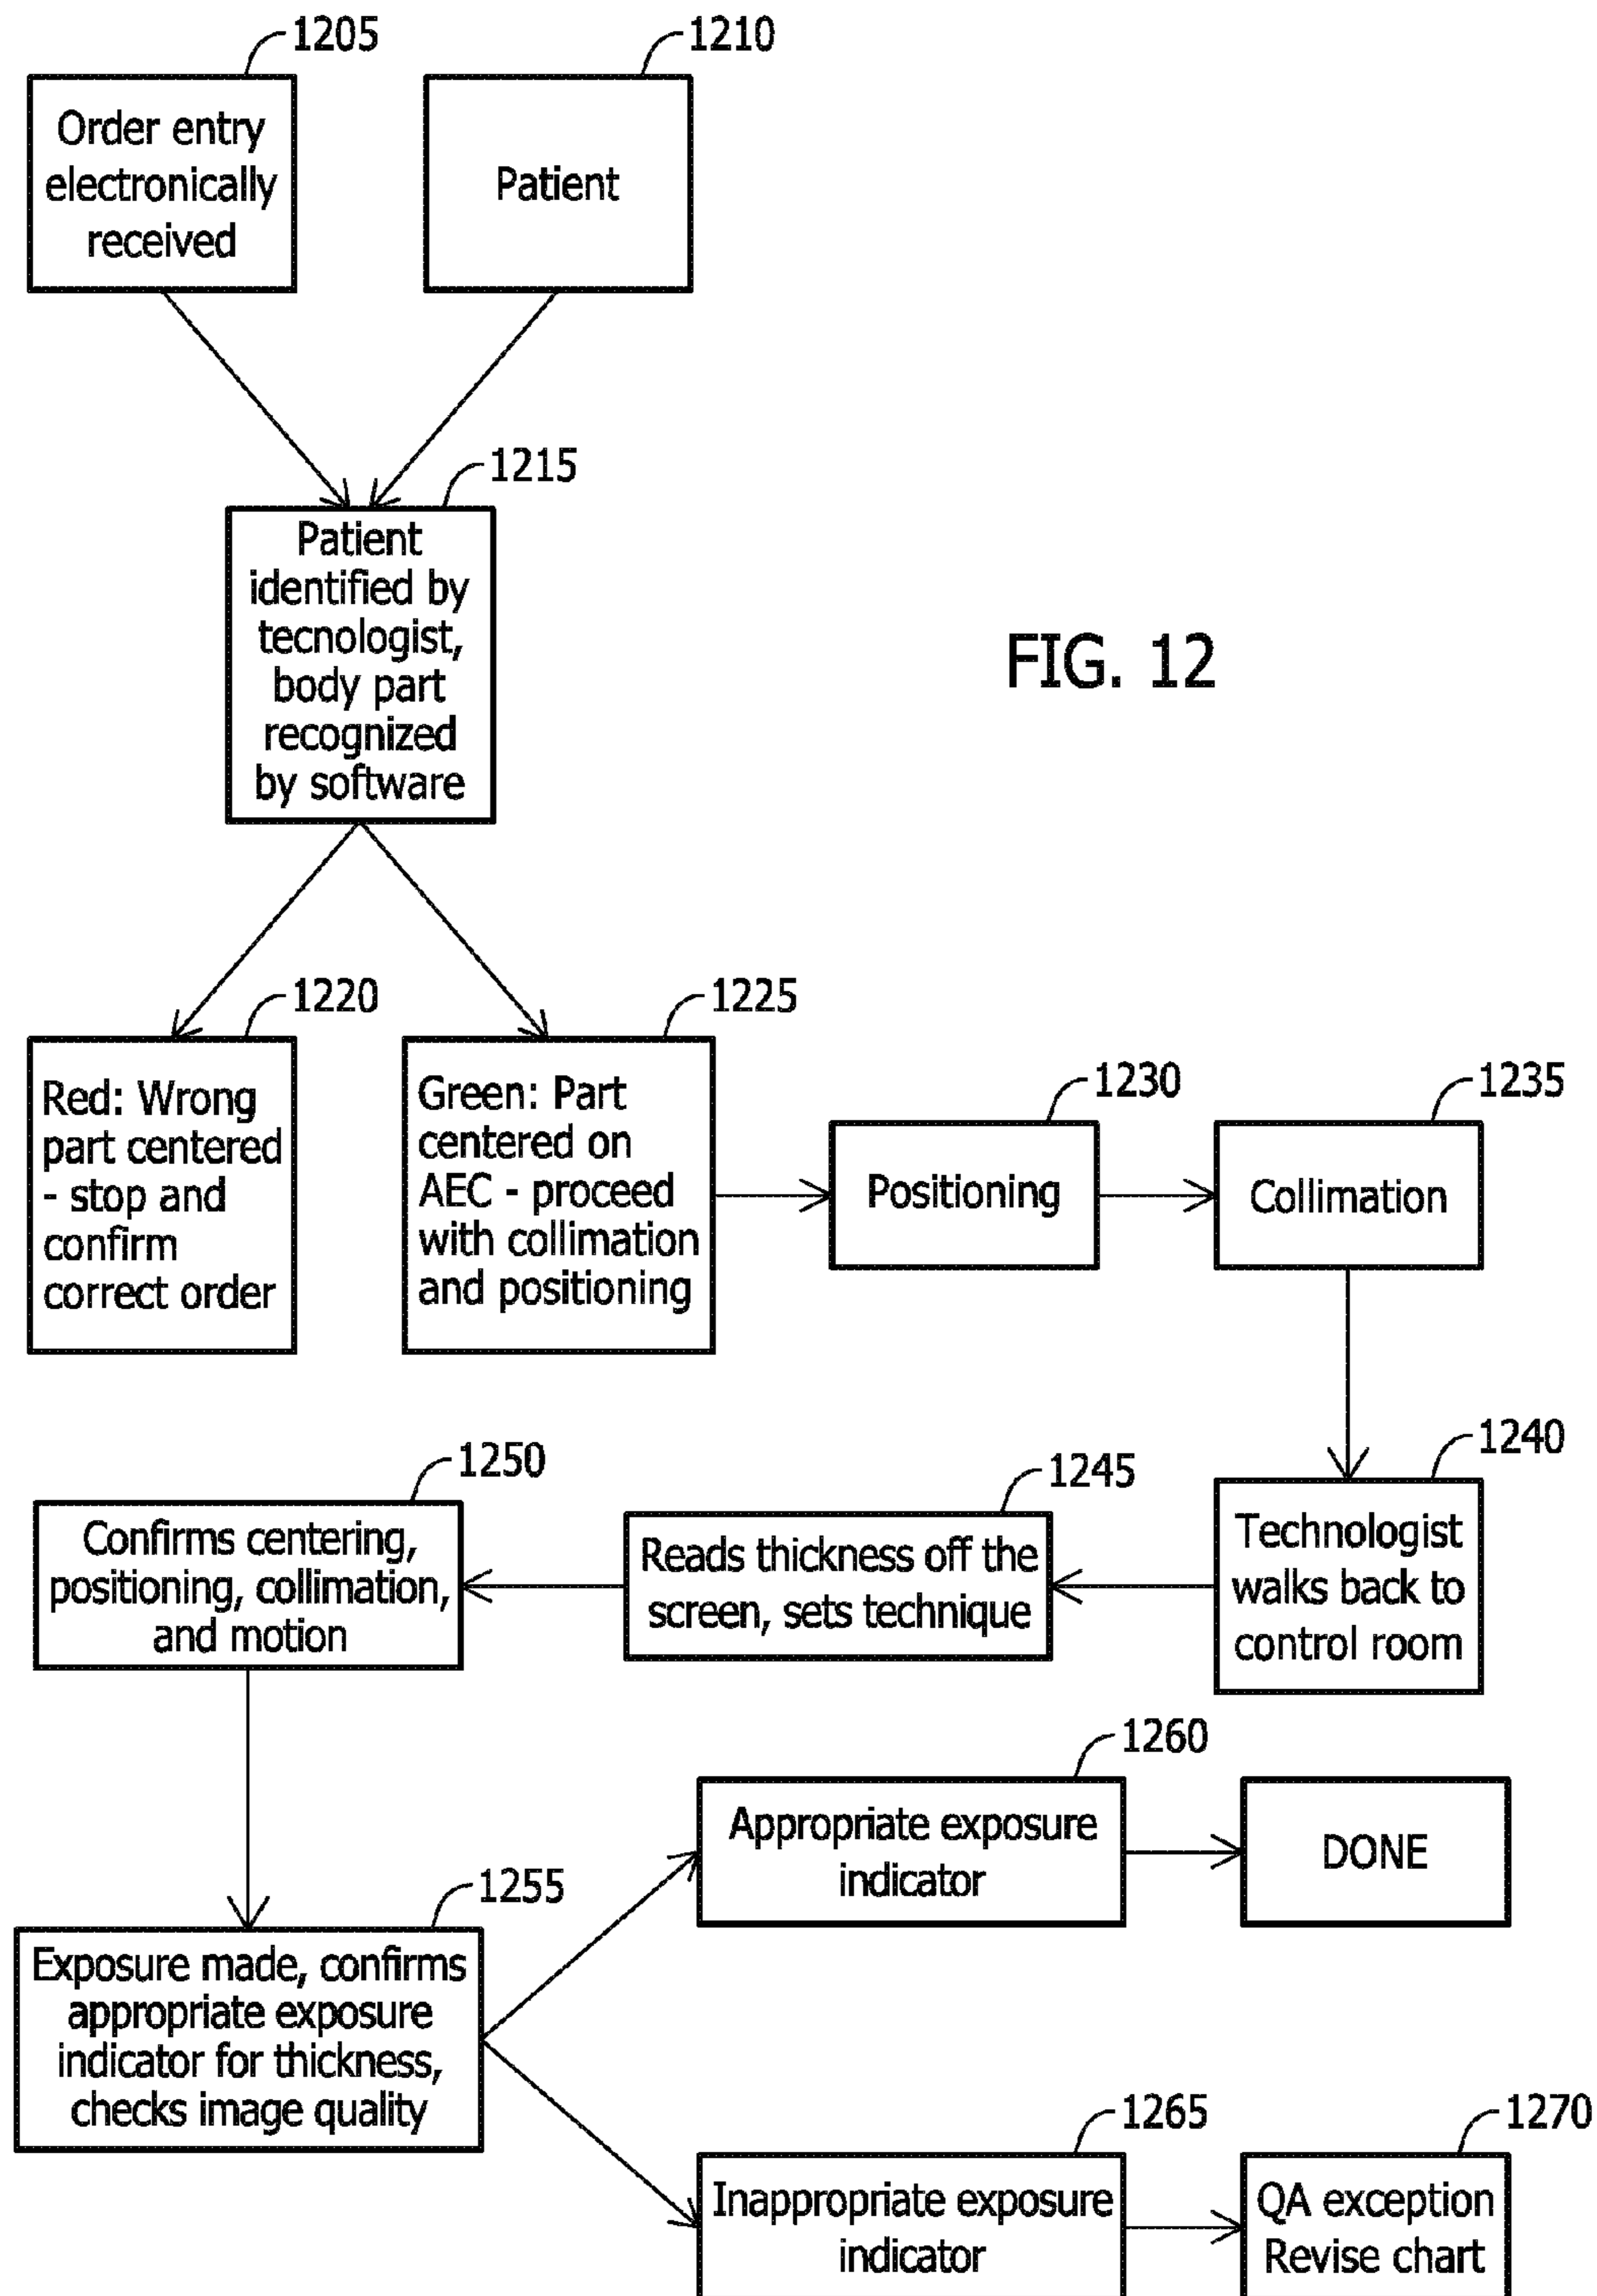 1205
Order entry
electronically
received
1210
Patient
1215
Patient
identified by
tecnologist,
body part
recognized
by software
FIG. 12
1220
Red: Wrong
part centered
- stop and
confirm
correct order
1225
Green: Part
centered on
AEC - proceed
with collimation
and positioning
1230
Positioning
1235
Collimation
1240
Technologist
walks back to
control room
1245
Reads thickness off the
screen, sets technique
1250
Confirms centering,
positioning, collimation,
and motion
1255
Exposure made, confirms
appropriate exposure
indicator for thickness,
checks image quality
1260
Appropriate exposure
indicator
DONE
1265
Inappropriate exposure
indicator
1270
QA exception
Revise chart